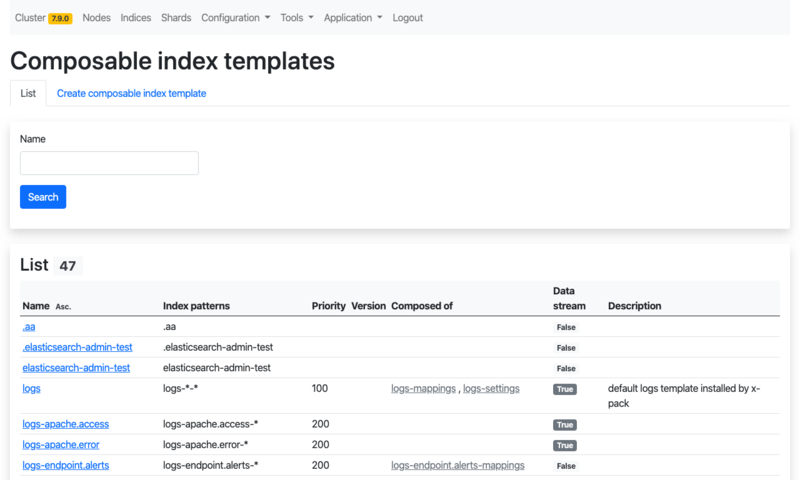 Cluster 7.9.0 Nodes Indices Shards Configuration Tools Application Logout
Composable index templates
List Create composable index template
Name
Search
List 47
Name Asc. Index patterns Priority Version Composed of Data stream Description
.aa .aa False
.elasticsearch-admin-test .elasticsearch-admin-test False
elasticsearch-admin-test elasticsearch-admin-test False
logs logs-*-* 100 logs-mappings , logs-settings True default logs template installed by x-
pack
logs-apache.access logs-apache.access-* 200 True
logs-apache.error logs-apache.error-* 200 True
logs-endpoint.alerts logs-endpoint.alerts-* 200 logs-endpoint.alerts-mappings False